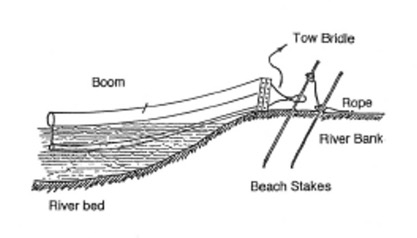 Tow Bridle
Boom
Rope
River Bank
Beach Stakes
River bed